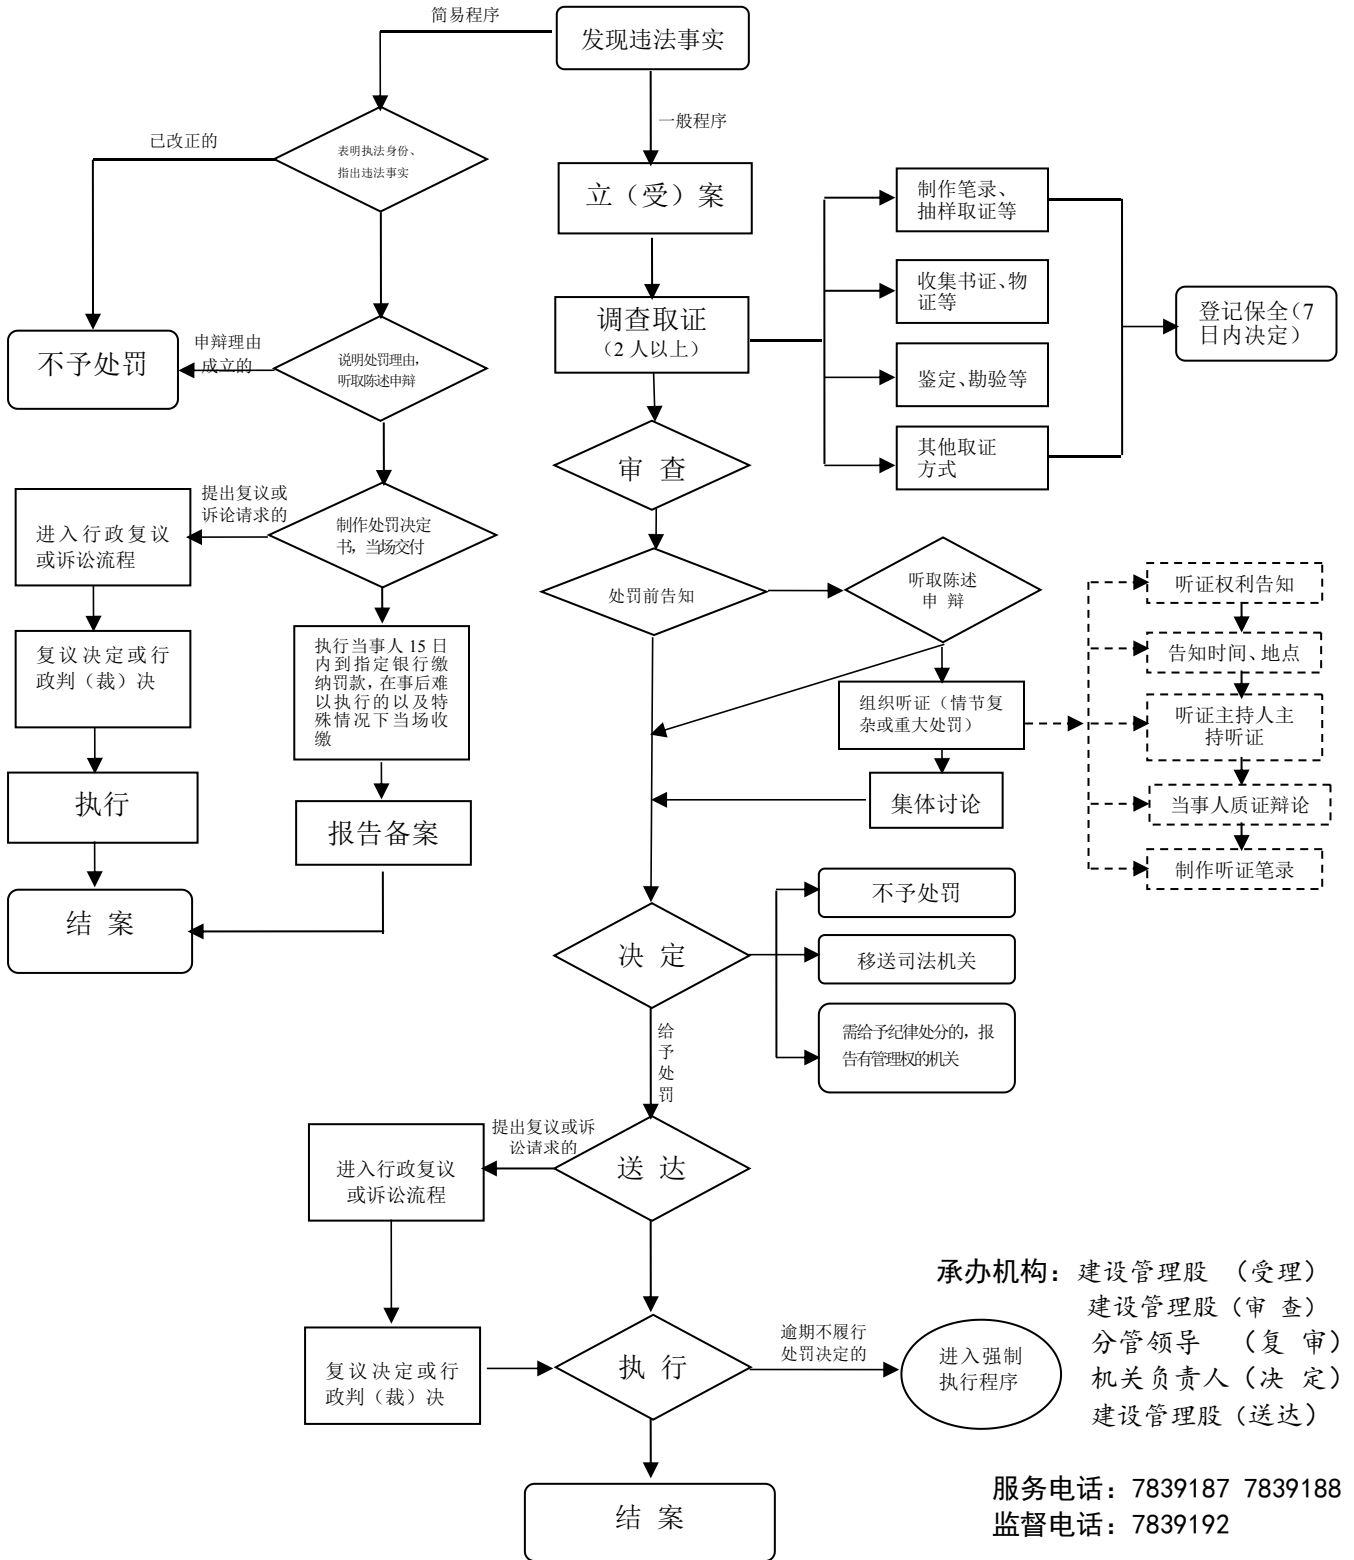 简易程序
发现违法事实
一般程序
已改正的
表明执法身份、
指出违法事实
立（受）案
制作笔录、
抽样取证等
收集书证、物
证等
调查取证
（2 人以上）
登记保全（7
日内决定）
鉴定、勘验等
其他取证
方式
不予处罚
申辩理由
成立的
说明处罚理由，
听取陈述申辩
审 查
提出复议或
诉论请求的
进入行政复议
或诉讼流程
制作处罚决定
书，当场交付
处罚前告知
听取陈述
申 辩
听证权利告知
告知时间、地点
听证主持人主
持听证
当事人质证辩论
制作听证笔录
复议决定或行
政判（裁）决
执行当事人 15 日
内到指定银行缴
纳罚款，在事后难
以执行的以及特
殊情况下当场收
缴
组织听证（情节复
杂或重大处罚）
集体讨论
执行
报告备案
结 案
决 定
不予处罚
移送司法机关
需给予纪律处分的，报
告有管理权的机关
给
予
处
罚
提出复议或诉
讼请求的
进入行政复议
或诉讼流程
送 达
复议决定或行
政判（裁）决
执 行
逾期不履行
处罚决定的
进入强制
执行程序
结 案
承办机构：建设管理股 （受理）
建设管理股（审 查）
分管领导 （复 审）
机关负责人（决 定）
建设管理股（送达）
服务电话：7839187 7839188
监督电话：7839192